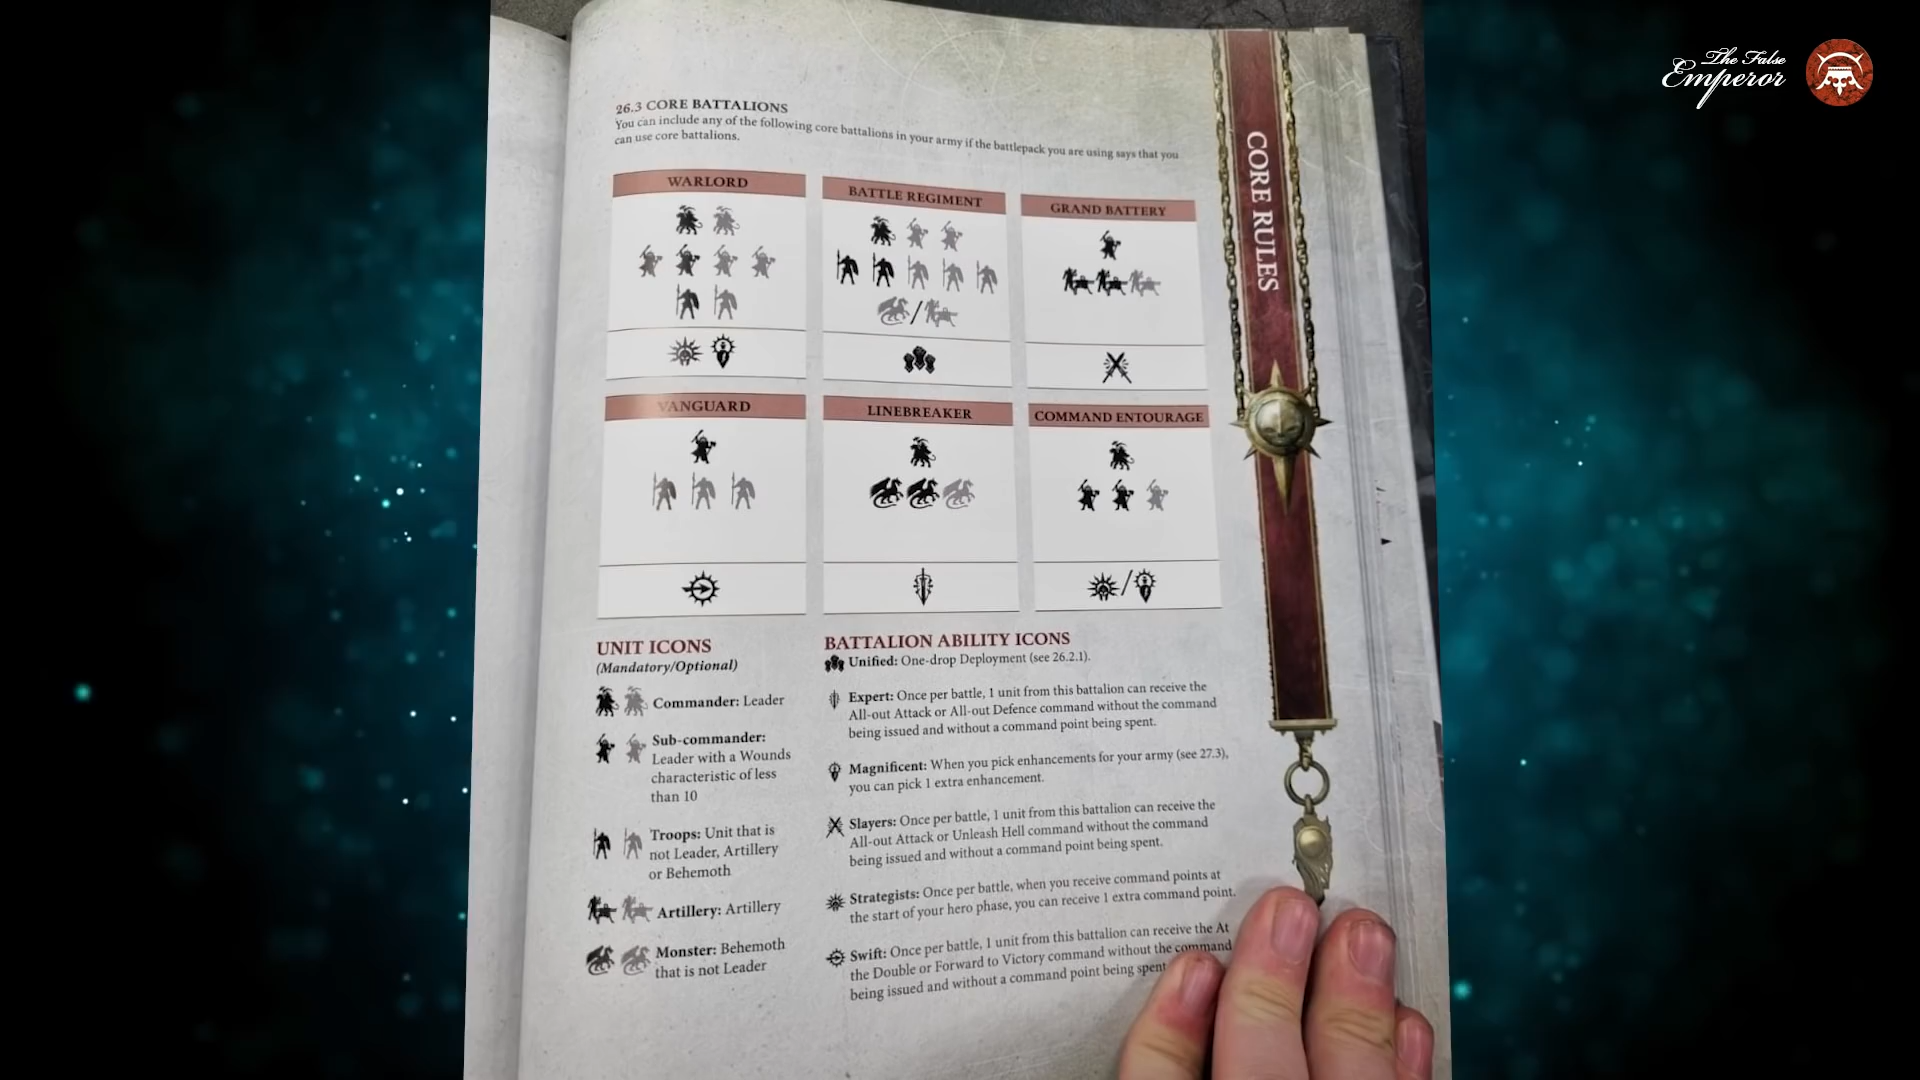 The False
Emperor
26.3 CORE BATTALIONS
You can include any of the following core battalions in your army if the battlepack you are using says that you
can use core battalions.
WARLORD
BATTLE REGIMENT
/
GRAND BATTERY
VANGUARD
LINEBREAKER
COMMAND ENTOURAGE
/
UNIT ICONS
(Mandatory/Optional)
Commander: Leader
Sub-commander:
Leader with a Wounds
characteristic of less
than 10
Troops: Unit that is
not Leader, Artillery
or Behemoth
Artillery: Artillery
Monster: Behemoth
that is not Leader
BATTALION ABILITY ICONS
Unified: One-drop Deployment (see 26.2.1).
Expert: Once per battle, 1 unit from this battalion can receive the
All-out Attack or All-out Defence command without the command
being issued and without a command point being spent.
Magnificent: When you pick enhancements for your army (see 27.3),
you can pick 1 extra enhancement.
Slayers: Once per battle, 1 unit from this battalion can receive the
All-out Attack or Unleash Hell command without the command
being issued and without a command point being spent.
Strategists: Once per battle, when you receive command points at
the start of your hero phase, you can receive 1 extra command point.
Swift: Once per battle, 1 unit from this battalion can receive the At
the Double or Forward to Victory command without the command
being issued and without a command point being spent
CORE RULES